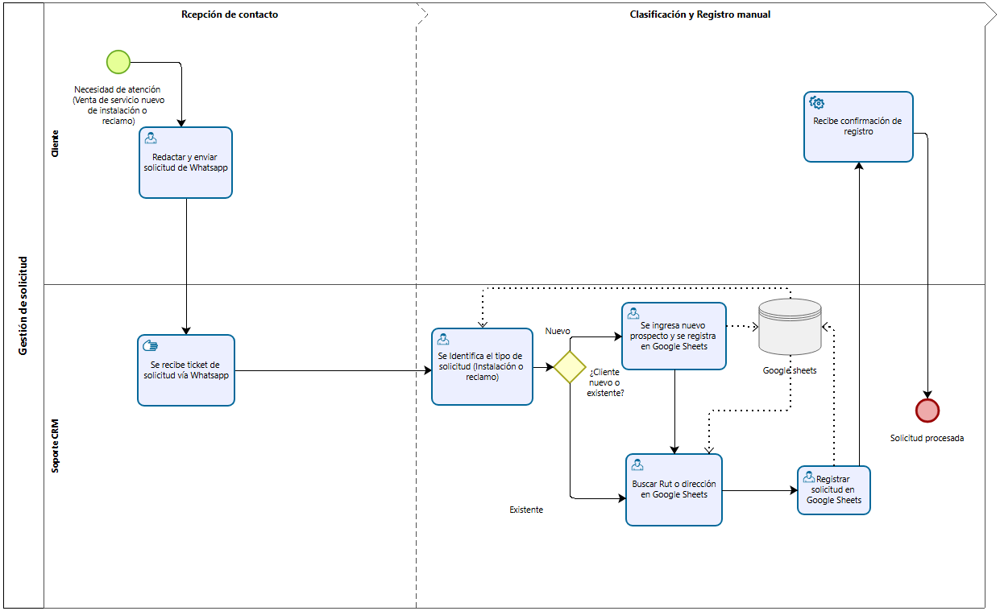 Rcepción de contacto
Clasificación y Registro manual
Gestión de solicitud
Cliente
Necesidad de atención
(Venta de servicio nuevo
de instalación o
reclamo)
Redactar y enviar
solicitud de Whatsapp
Recibe confirmación de
registro
Soporte CRM
Se recibe ticket de
solicitud vía Whatsapp
Se Identifica el tipo de
solicitud (Instalación o
reclamo)
Nuevo
¿Cliente
nuevo o
existente?
Existente
Se ingresa nuevo
prospecto y se registra
en Google Sheets
Google sheets
Buscar Rut o dirección
en Google Sheets
Registrar
solicitud en
Google Sheets
Solicitud procesada